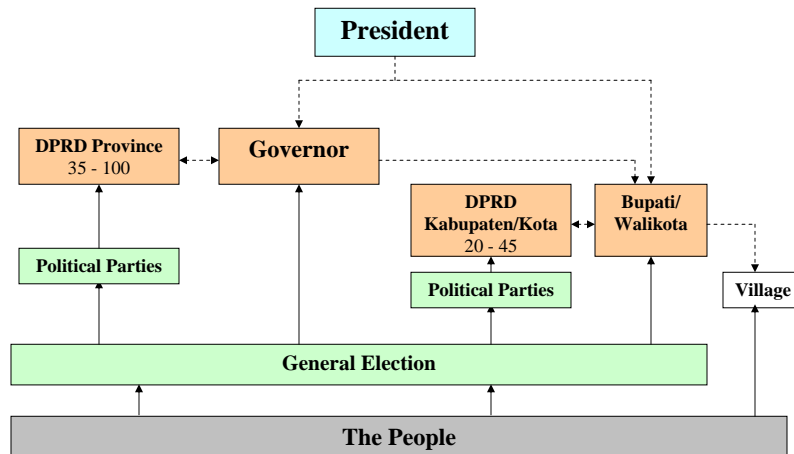 President
DPRD Province
35 - 100
Governor
DPRD
Kabupaten/Kota
20 - 45
Bupati/
Walikota
Political Parties
Political Parties
Village
General Election
The People